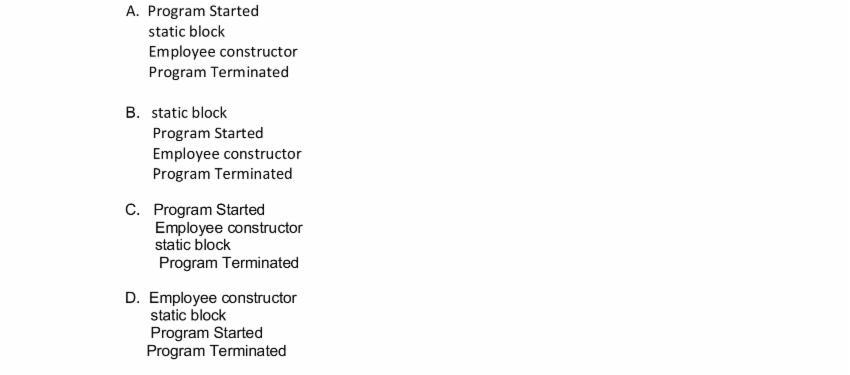 A. Program Started
static block
Employee constructor
Program Terminated
B. static block
Program Started
Employee constructor
Program Terminated
C. Program Started
Employee constructor
static block
Program Terminated
D. Employee constructor
static block
Program Started
Program Terminated